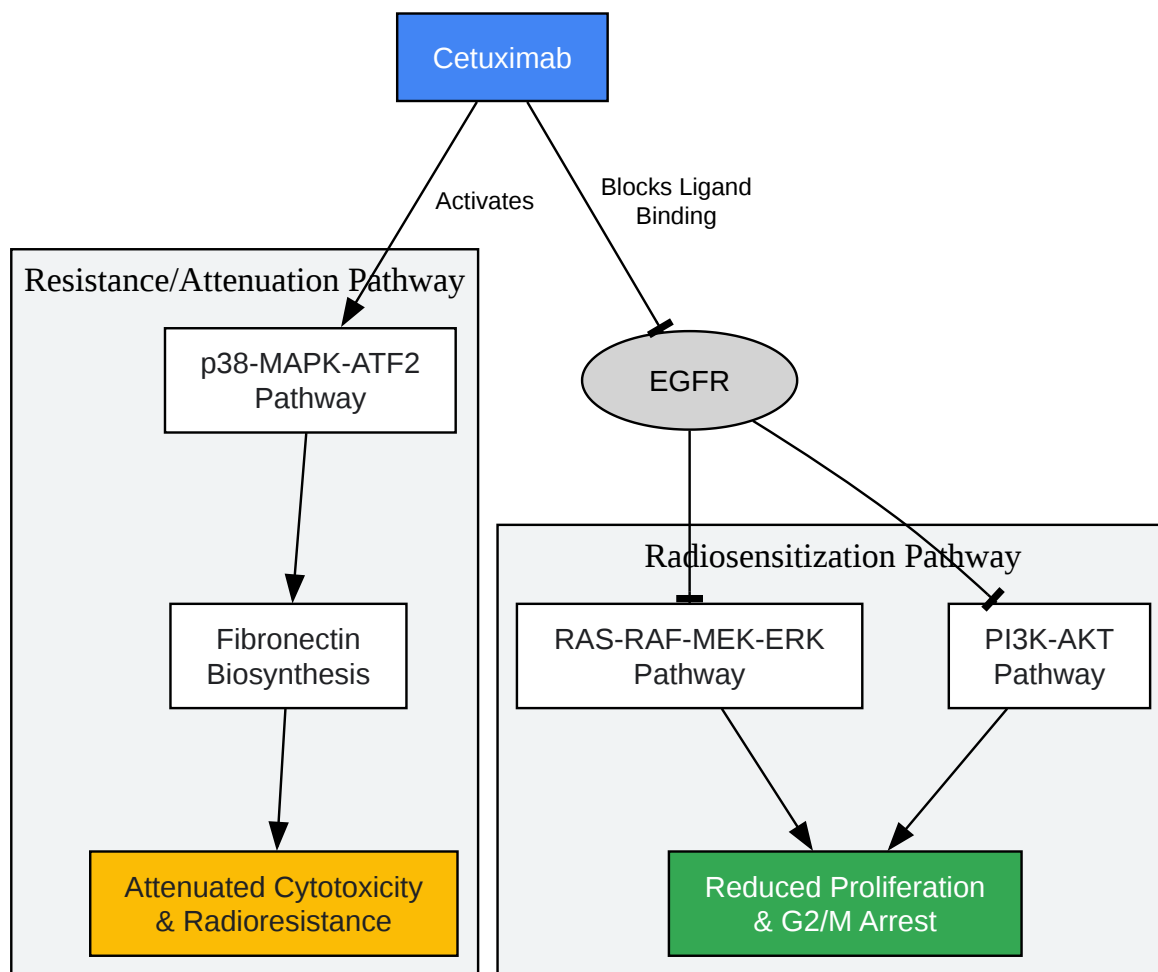 Cetuximab
Activates
Blocks Ligand
Binding
Resistance/Attenuation Pathway
p38-MAPK-ATF2
Pathway
EGFR
Radiosensitization Pathway
Fibronectin
Biosynthesis
RAS-RAF-MEK-ERK
Pathway
PI3K-AKT
Pathway
Attenuated Cytotoxicity
& Radioresistance
Reduced Proliferation
& G2/M Arrest